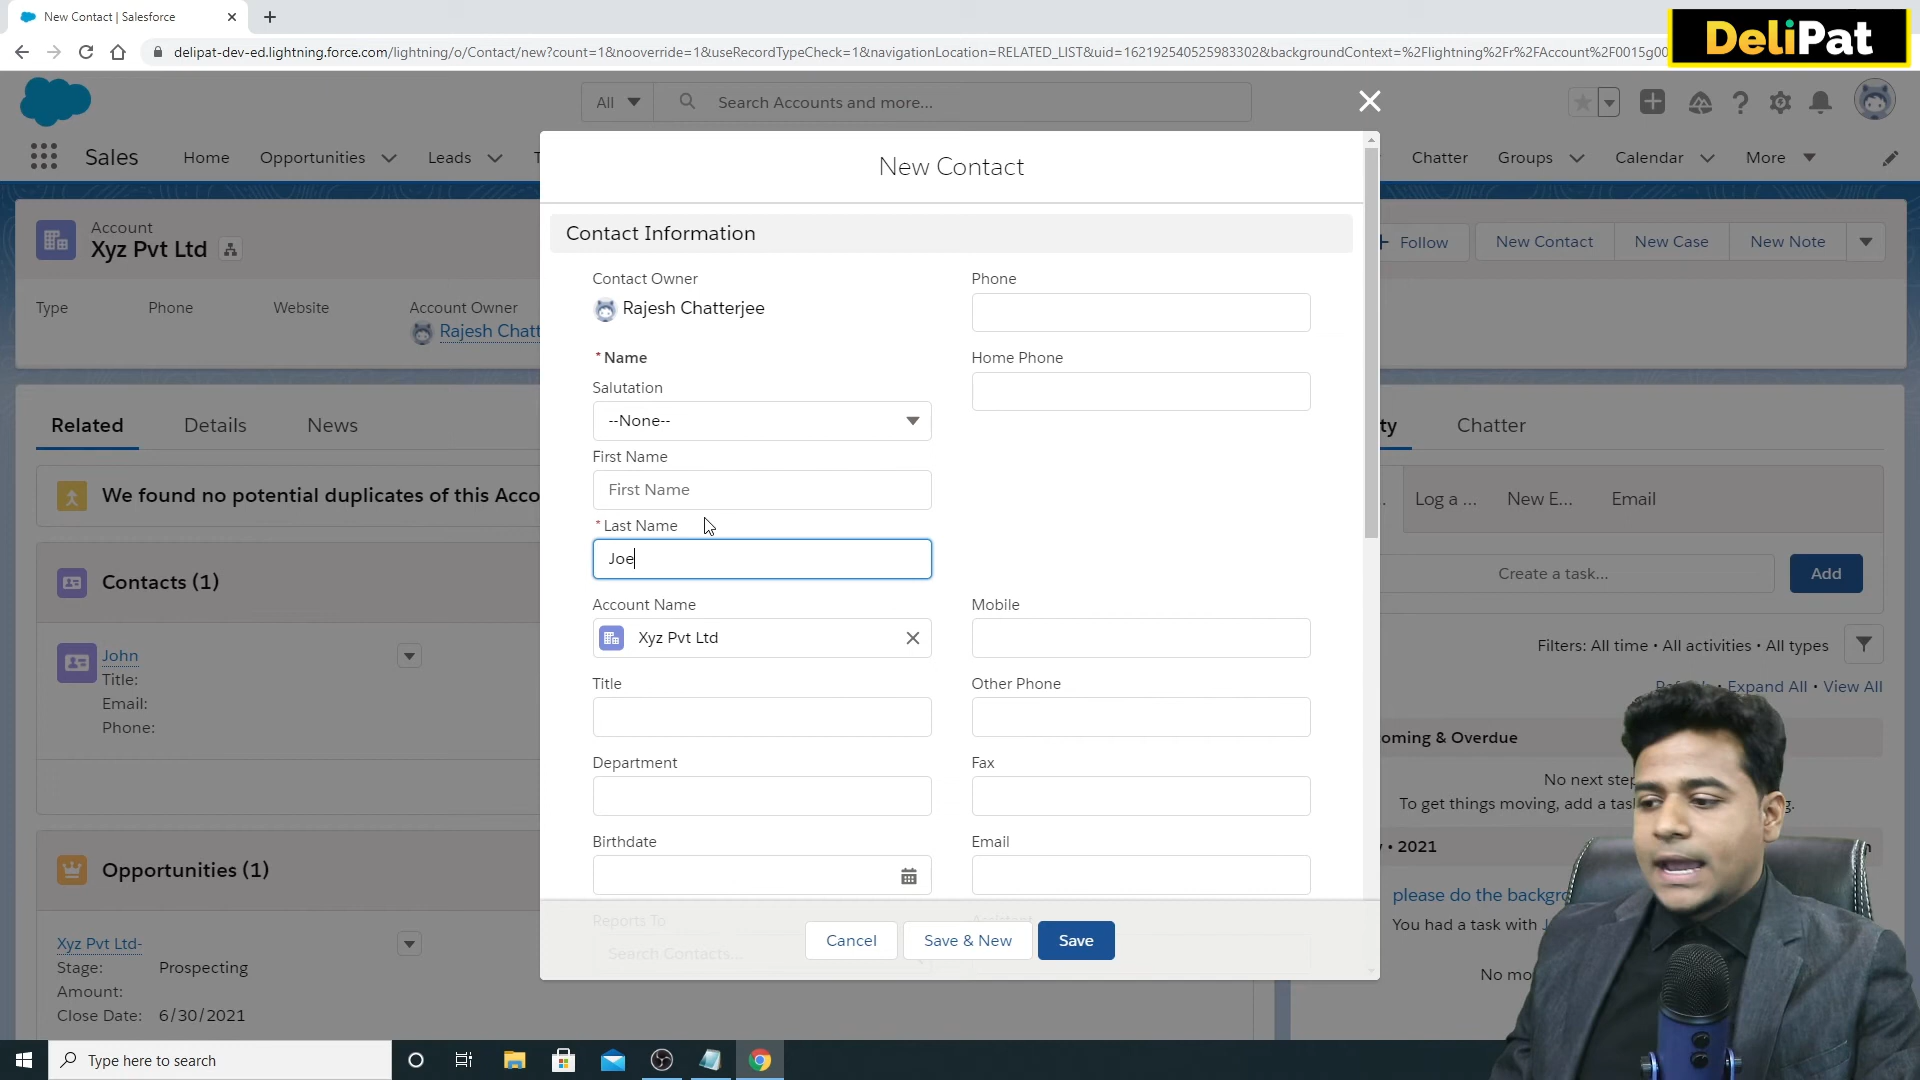 New Contact | Salesforce
DeliPat
delipat-dev-ed.lightning.force.com/lightning/o/Contact/new?count=1&nooverride=1&useRecordTypeCheck=1&navigationLocation=RELATED_LIST&uid=162192540525983302&backgroundContext=%2Flightning%2Fr%2FAccount%2F0015g00
All
Search Accounts and more...
Sales
Home
Opportunities
Leads
Chatter
Groups
Calendar
More
New Contact
Account
Xyz Pvt Ltd
Follow
New Contact
New Case
New Note
Type
Phone
Website
Account Owner
Rajesh Chatt
Contact Information
Contact Owner
Rajesh Chatterjee
Phone
*Name
Home Phone
Salutation
--None--
First Name
First Name
*Last Name
Joe
Account Name
Xyz Pvt Ltd
Mobile
Title
Other Phone
Department
Fax
Birthdate
Email
Reports To
Search Contacts...
Cancel
Save & New
Save
Related
Details
News
We found no potential duplicates of this Acco
Contacts (1)
John
Title:
Email:
Phone:
Opportunities (1)
Xyz Pvt Ltd-
Stage: Prospecting
Amount:
Close Date: 6/30/2021
ty
Chatter
Log a ...
New E...
Email
Create a task...
Add
Filters: All time • All activities • All types
• Expand All • View All
oming & Overdue
No next step
To get things moving, add a tas
• 2021
please do the backgro
You had a task with
No mo
Type here to search